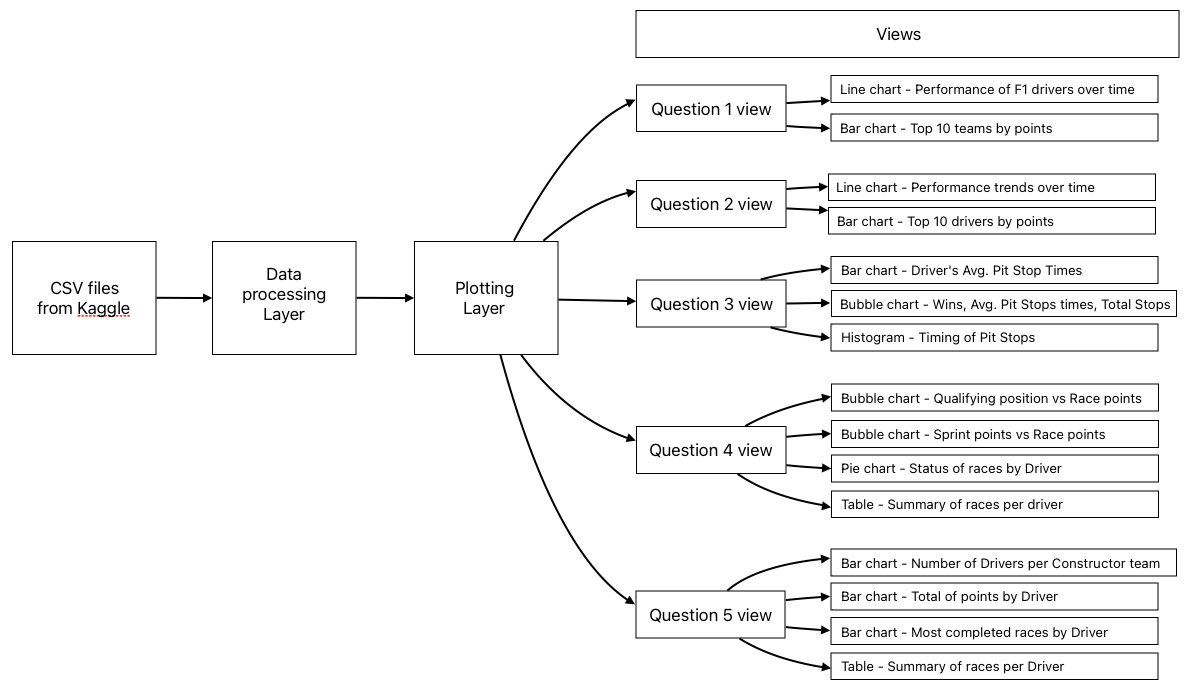 Views
CSV files
from Kaggle
Data
processing
Layer
Plotting
Layer
Question 1 view
Line chart - Performance of F1 drivers over time
Bar chart - Top 10 teams by points
Question 2 view
Line chart - Performance trends over time
Bar chart - Top 10 drivers by points
Question 3 view
Bar chart - Driver's Avg. Pit Stop Times
Bubble chart - Wins, Avg. Pit Stops times, Total Stops
Histogram - Timing of Pit Stops
Question 4 view
Bubble chart - Qualifying position vs Race points
Bubble chart - Sprint points vs Race points
Pie chart - Status of races by Driver
Table - Summary of races per driver
Question 5 view
Bar chart - Number of Drivers per Constructor team
Bar chart - Total of points by Driver
Bar chart - Most completed races by Driver
Table - Summary of races per Driver